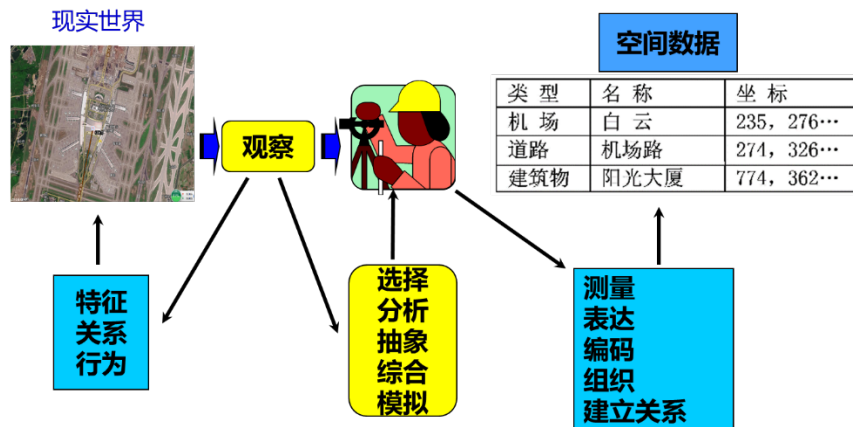 现实世界
空间数据
类 型 名 称 坐 标
机 场 白 云 235，276…
道路 机场路 274，326…
建筑物 阳光大厦 774，362…
观察
特征
关系
行为
选择
分析
抽象
综合
模拟
测量
表达
编码
组织
建立关系